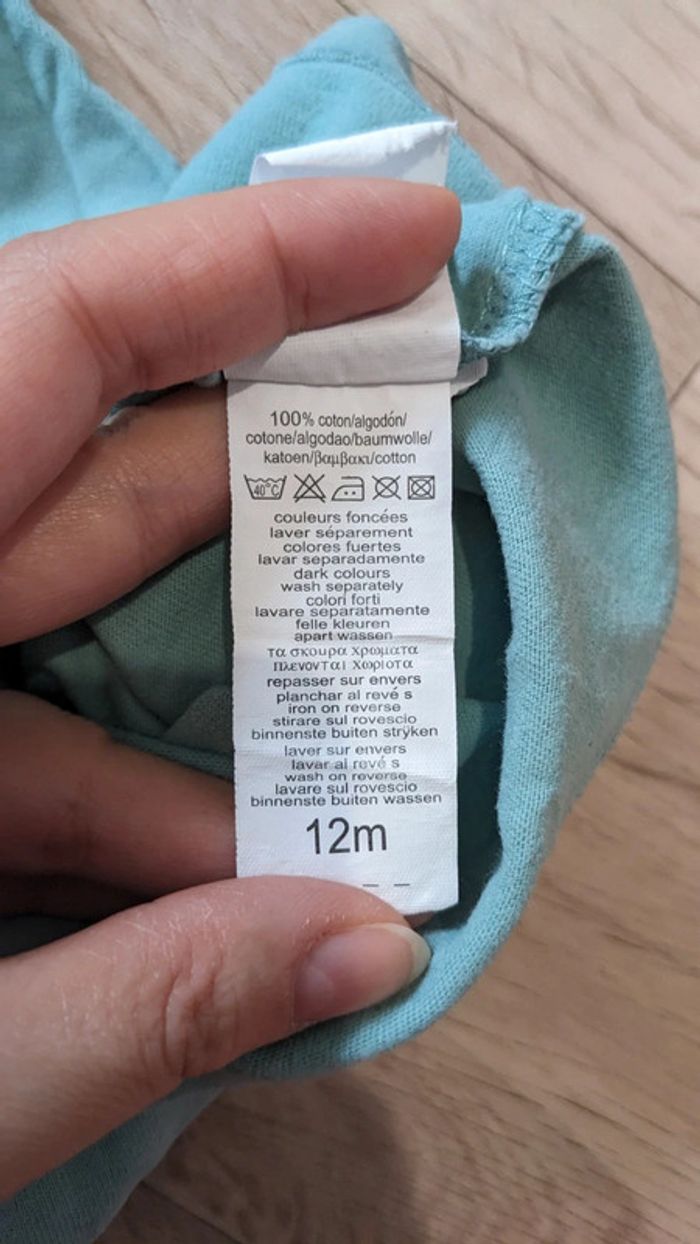 100% coton/algodón/
cotone/algodao/baumwolle/
katoen/βαμβακι/cotton
40°C
couleurs foncées
laver séparement
colores fuertes
lavar separadamente
dark colours
wash separately
colori forti
lavare separatamente
felle kleuren
apart wassen
τα σκουρα χρωματα
πλενονται χωριστα
repasser sur envers
planchar al revé s
iron on reverse
stirare sul rovescio
binnenste buiten strÿken
laver sur envers
lavar al revé s
wash on reverse
lavare sul rovescio
binnenste buiten wassen
12m